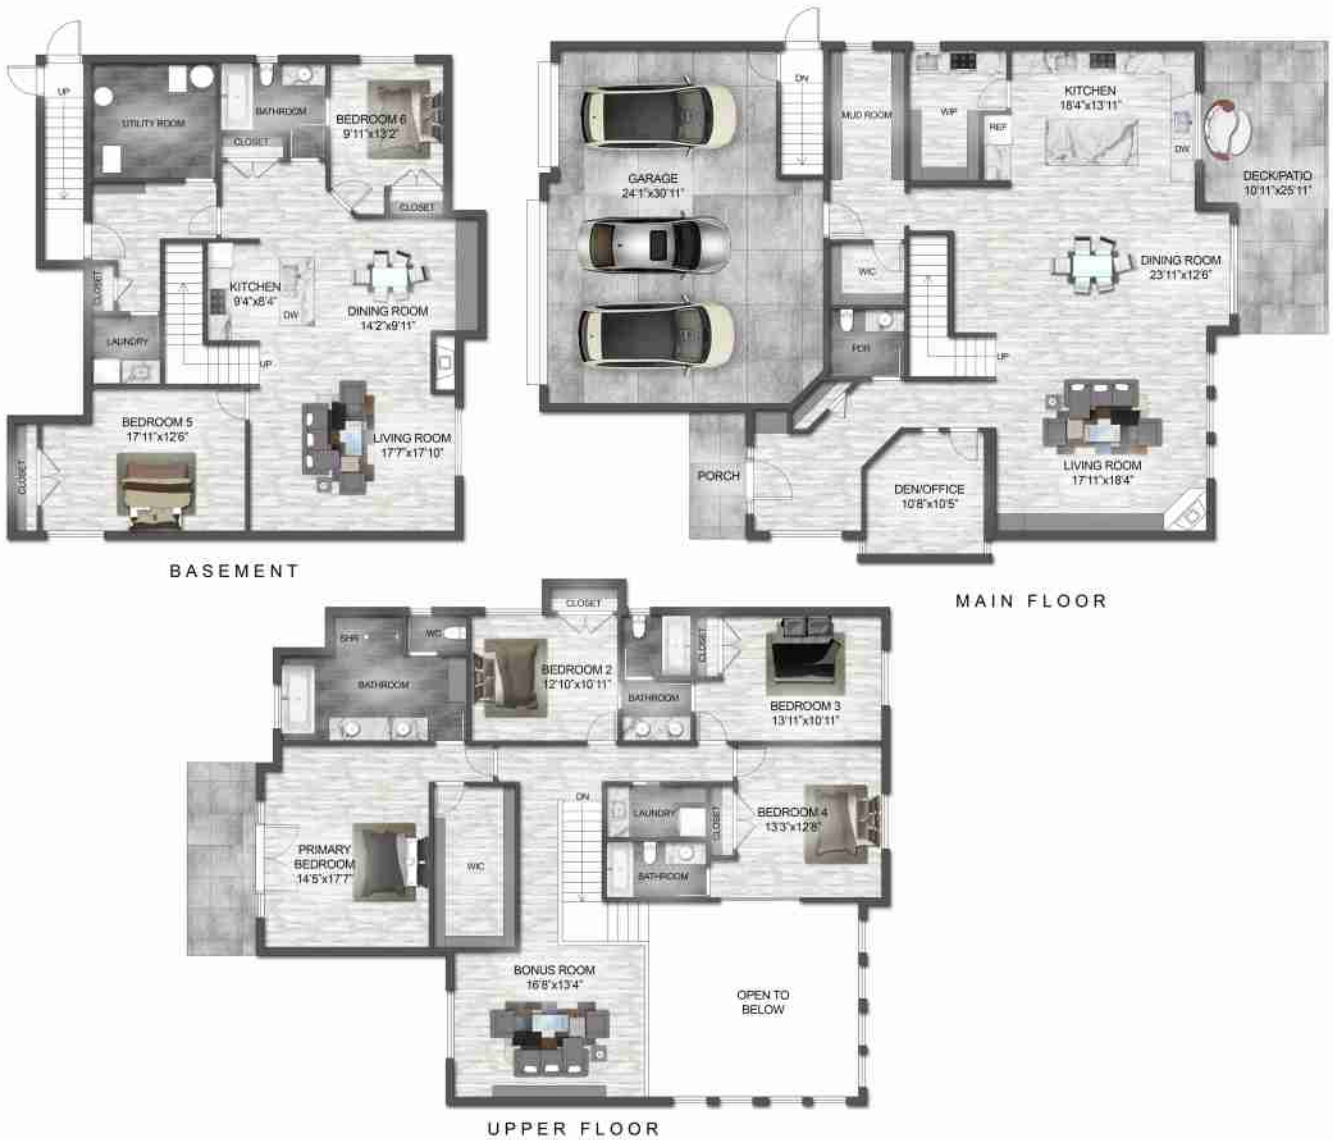 UP
UTILITY ROOM
BATHROOM
CLOSET
BEDROOM 6
9'11"x13'2"
CLOSET
CLOSET
KITCHEN
9'4"x8'4"
DW
DINING ROOM
14'2"x9'11"
LAUNDRY
UP
BEDROOM 5
17'11"x12'6"
CLOSET
LIVING ROOM
17'7"x17'10"
BASEMENT
GARAGE
24'1"x30'11"
DN
MUD ROOM
WIP
REF
KITCHEN
18'4"x13'11"
DW
DECK/PATIO
10'11"x25'11"
WIC
DINING ROOM
23'11"x12'6"
PDR
UP
PORCH
DEN/OFFICE
10'8"x10'5"
LIVING ROOM
17'11"x18'4"
MAIN FLOOR
CLOSET
SHR
WC
BATHROOM
BEDROOM 2
12'10"x10'11"
BATHROOM
CLOSET
BEDROOM 3
13'11"x10'11"
DN
LAUNDRY
CLOSET
BEDROOM 4
13'3"x12'8"
PRIMARY
BEDROOM
14'5"x17'7"
WIC
BATHROOM
BONUS ROOM
16'8"x13'4"
OPEN TO
BELOW
UPPER FLOOR